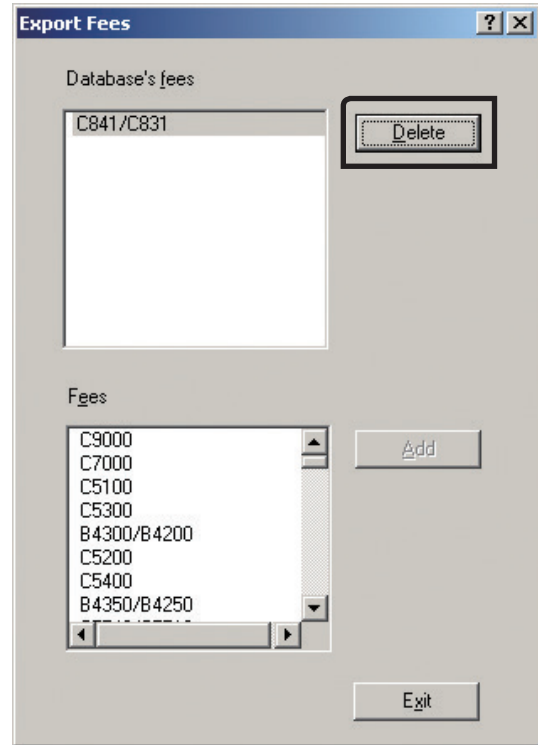 Export Fees
Database's fees
C841/C831
Delete
Fees
C9000
C7000
C5100
C5300
B4300/B4200
C5200
C5400
B4350/B4250
Add
Exit